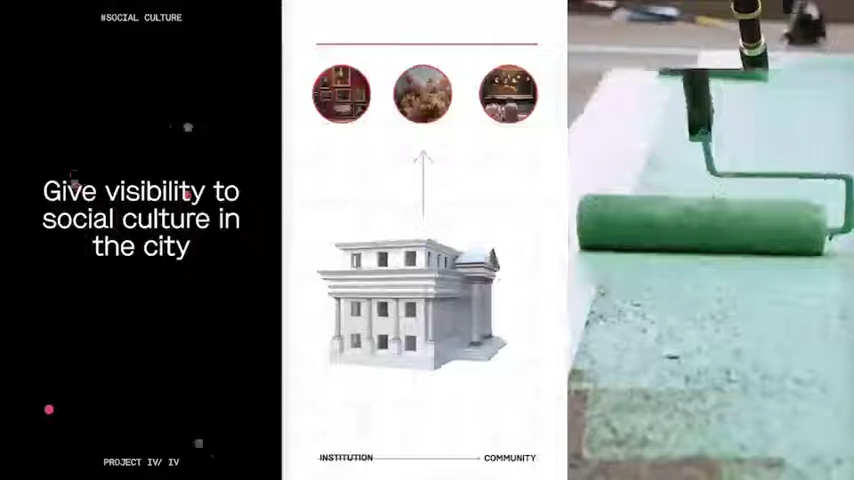 #SOCIAL CULTURE
Give visibility to
social culture in
the city
PROJECT IV/ IV
INSTITUTION
COMMUNITY